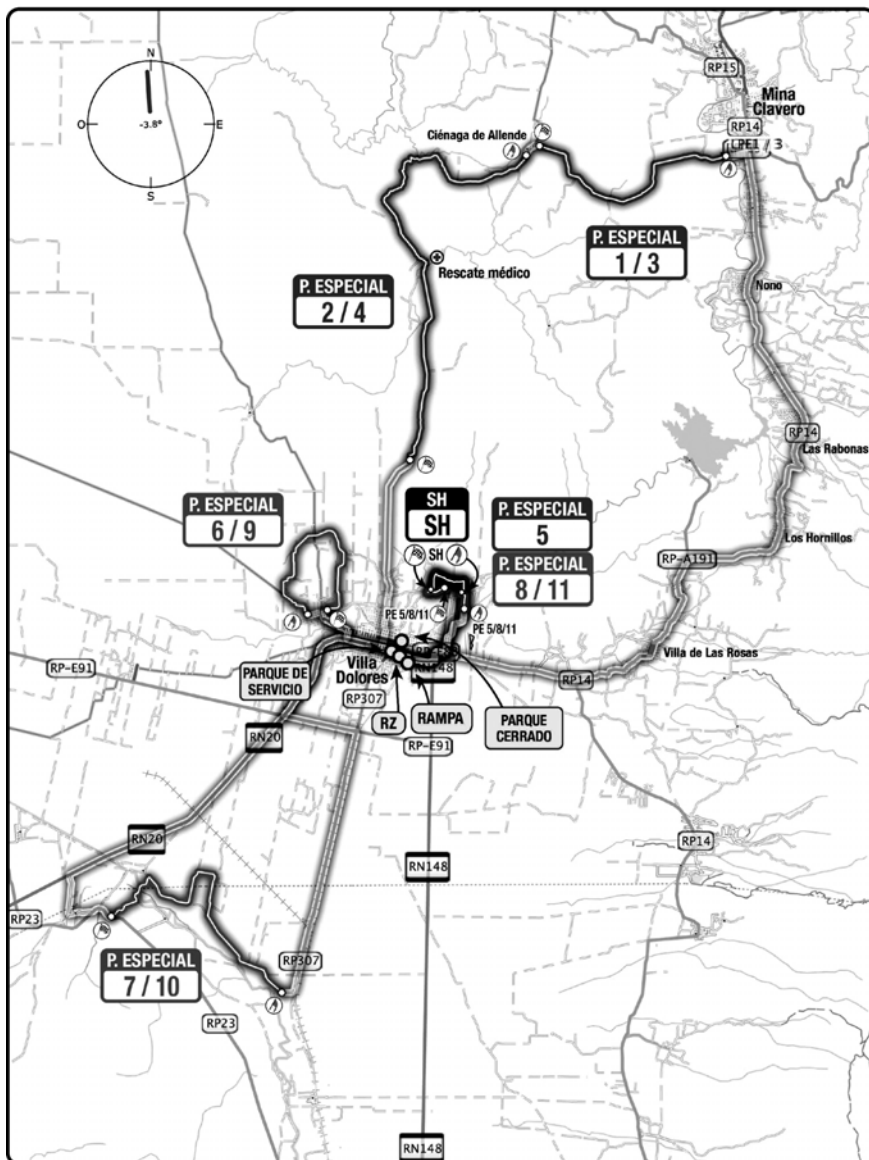 N
O
E
S
-3.8°
RP15
Mina
Clavero
RP14
Ciénaga de Allende
P. ESPECIAL
1 / 3
Rescate médico
P. ESPECIAL
2 / 4
Nono
RP14
Las Rabonas
P. ESPECIAL
6 / 9
SH
SH
P. ESPECIAL
5
P. ESPECIAL
8 / 11
SH
Los Hornillos
RP-A191
PE 5/8/11
PE 5/8/11
Villa de Las Rosas
RN148
RP-E91
PARQUE DE
SERVICIO
Villa
Dolores
RP14
RP307
RZ
RAMPA
PARQUE
CERRADO
RN20
RP-E91
RN20
RP14
RN148
RP23
P. ESPECIAL
7 / 10
RP307
RP23
RN148